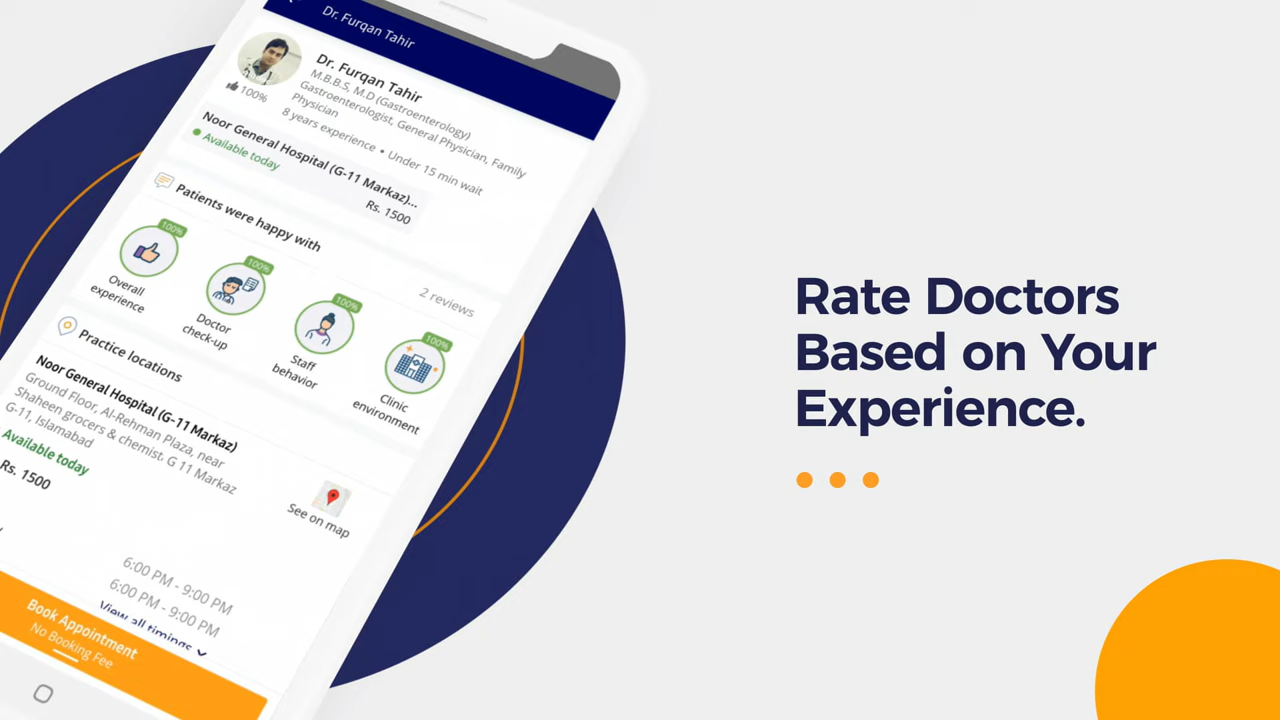 Dr. Furqan Tahir
Dr. Furqan Tahir
M.B.B.S, M.D (Gastroenterology)
Gastroenterologist, General Physician, Family
Physician
8 years experience • Under 15 min wait
100%
Noor General Hospital (G-11 Markaz)...
Available today
Rs. 1500
Patients were happy with
2 reviews
100%
Overall
experience
100%
Doctor
check-up
100%
Staff
behavior
100%
Clinic
environment
Practice locations
Noor General Hospital (G-11 Markaz)
Ground Floor, Al-Rehman Plaza, near
Shaheen grocers & chemist. G 11 Markaz
G-11, Islamabad
Available today
Rs. 1500
See on map
6:00 PM - 9:00 PM
6:00 PM - 9:00 PM
View all timings
Book Appointment
No Booking Fee
Rate Doctors
Based on Your
Experience.